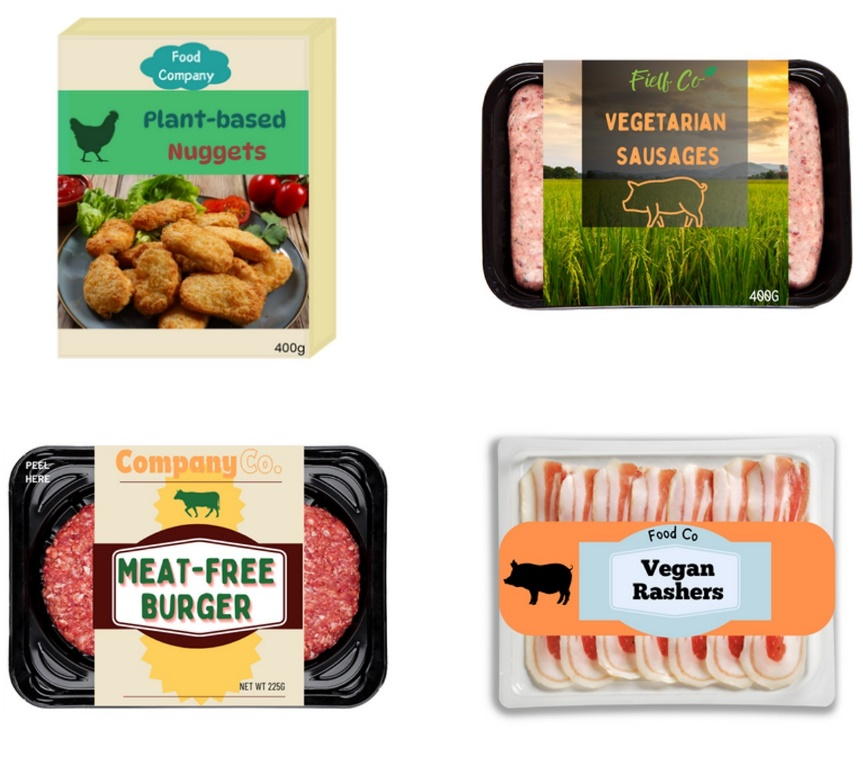 Food
Company
Plant-based
Nuggets
400g
Fielf Co
VEGETARIAN
SAUSAGES
400G
PEEL
HERE
Company Co.
MEAT-FREE
BURGER
NET WT 225G
Food Co
Vegan
Rashers